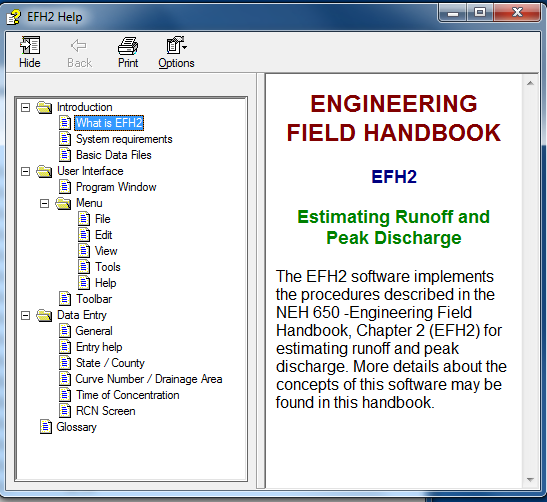 EFH2 Help
Hide
Back
Print
Options
Introduction
What is EFH2
System requirements
Basic Data Files
User Interface
Program Window
Menu
File
Edit
View
Tools
Help
Toolbar
Data Entry
General
Entry help
State / County
Curve Number / Drainage Area
Time of Concentration
RCN Screen
Glossary
ENGINEERING
FIELD HANDBOOK
EFH2
Estimating Runoff and
Peak Discharge
The EFH2 software implements
the procedures described in the
NEH 650 -Engineering Field
Handbook, Chapter 2 (EFH2) for
estimating runoff and peak
discharge. More details about the
concepts of this software may be
found in this handbook.